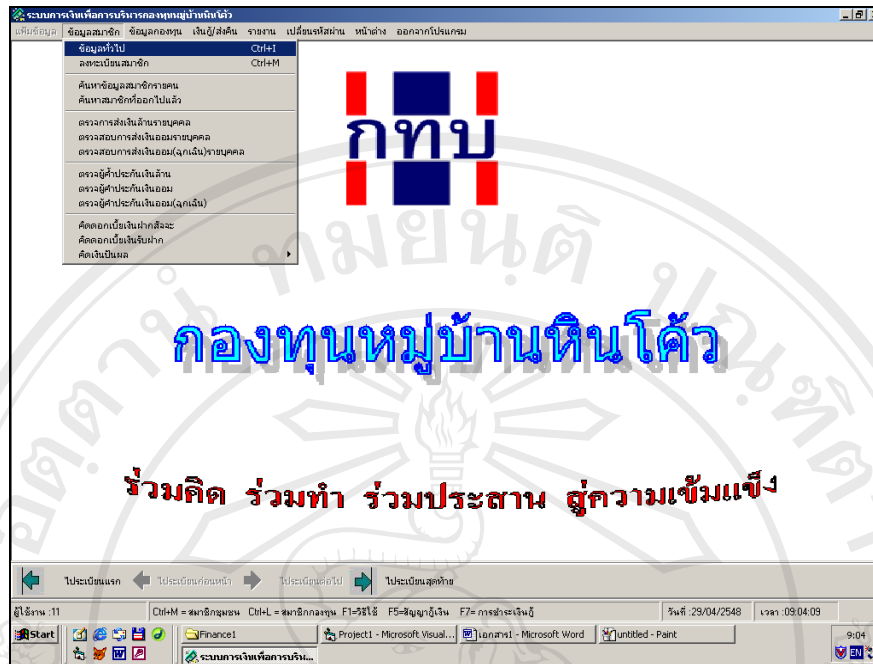 ระบบการเงินเพื่อการบริหารกองทุนหมู่บ้านหินโค้ว
แฟ้มข้อมูล ข้อมูลสมาชิก ข้อมูลกองทุน เงินกู้/ส่งคืน รายงาน เปลี่ยนรหัสผ่าน หน้าต่าง ออกจากโปรแกรม
ข้อมูลทั่วไป Ctrl+I
ลงทะเบียนสมาชิก Ctrl+M
ค้นหาข้อมูลสมาชิกรายคน
ค้นหาสมาชิกที่ออกไปแล้ว
ตรวจการส่งเงินล้านรายบุคคล
ตรวจสอบการส่งเงินออมรายบุคคล
ตรวจสอบการส่งเงินออม(ฉุกเฉิน)รายบุคคล
ตรวจผู้ค้ำประกันเงินล้าน
ตรวจผู้ค้ำประกันเงินออม
ตรวจผู้ค้ำประกันเงินออม(ฉุกเฉิน)
คิดดอกเบี้ยเงินฝากสัจจะ
คิดดอกเบี้ยเงินรับฝาก
คิดเงินปันผล
กทบ
กองทุนหมู่บ้านหินโค้ว
ร่วมคิด ร่วมทำ ร่วมประสาน สู่ความเข้มแข็ง
ไประเบียนแรก ไประเบียนก่อนหน้า ไประเบียนต่อไป ไประเบียนสุดท้าย
ผู้ใช้งาน :11 Ctrl+M = สมาชิกชุมชน Ctrl+L = สมาชิกกองทุน F1=วิธีใช้ F5=สัญญากู้เงิน F7= การชำระเงินกู้ วันที่ :29/04/2548 เวลา :09:04:09
Start Finance1 Project1 - Microsoft Visual... เอกสาร1 - Microsoft Word untitled - Paint 9:04
ระบบการเงินเพื่อการบริห... EN